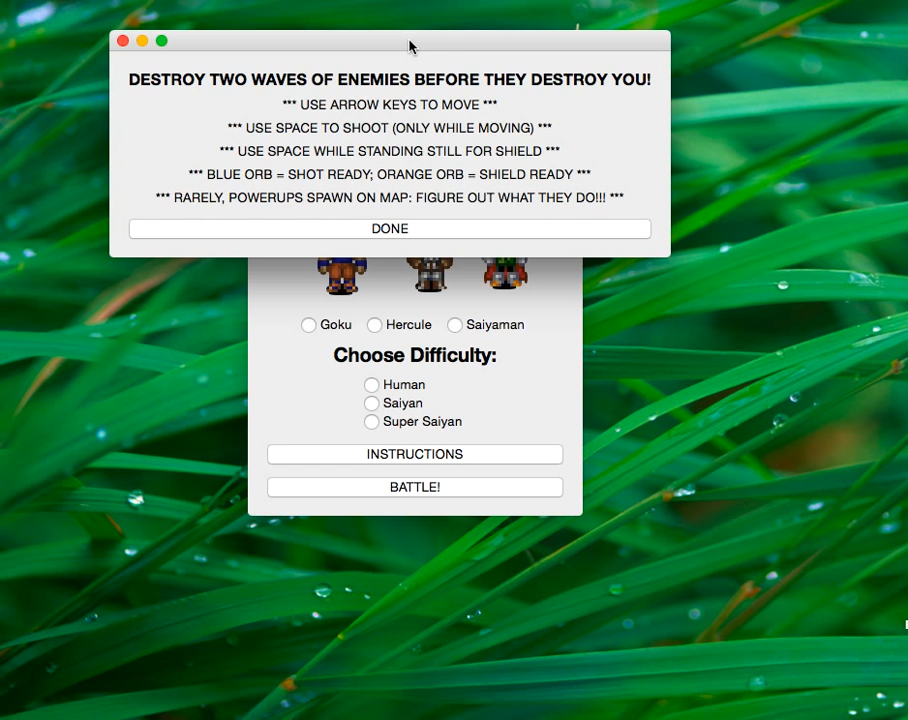 DESTROY TWO WAVES OF ENEMIES BEFORE THEY DESTROY YOU!
*** USE ARROW KEYS TO MOVE ***
*** USE SPACE TO SHOOT (ONLY WHILE MOVING) ***
*** USE SPACE WHILE STANDING STILL FOR SHIELD ***
*** BLUE ORB = SHOT READY; ORANGE ORB = SHIELD READY ***
*** RARELY, POWERUPS SPAWN ON MAP: FIGURE OUT WHAT THEY DO!!! ***
DONE
Goku Hercule Saiyaman
Choose Difficulty:
Human
Saiyan
Super Saiyan
INSTRUCTIONS
BATTLE!